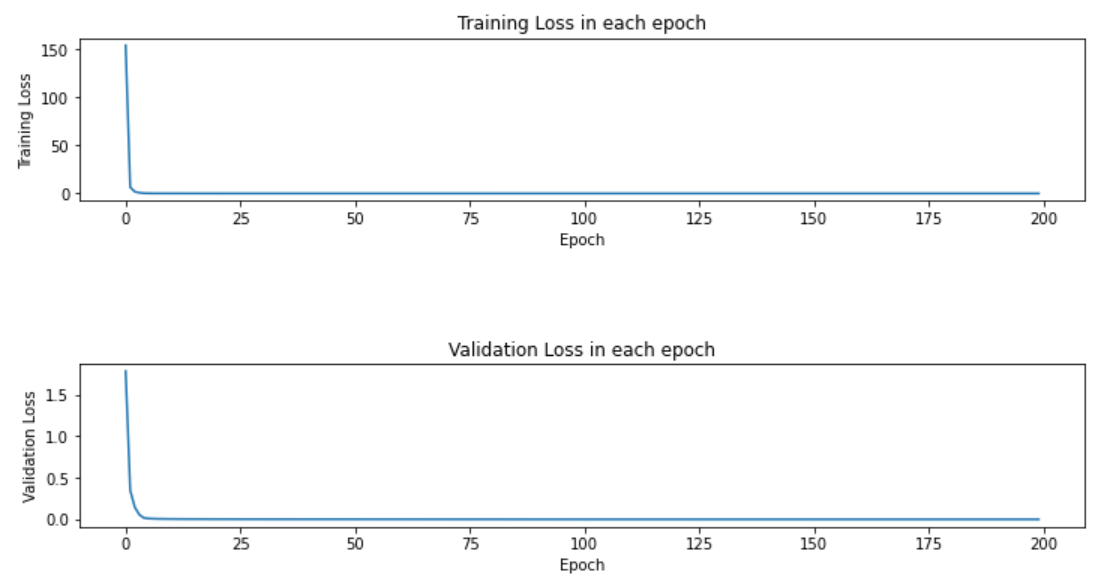 Training Loss in each epoch
150
100
50
0
Training Loss
0 25 50 75 100 125 150 175 200
Epoch
Validation Loss in each epoch
1.5
1.0
0.5
0.0
Validation Loss
0 25 50 75 100 125 150 175 200
Epoch